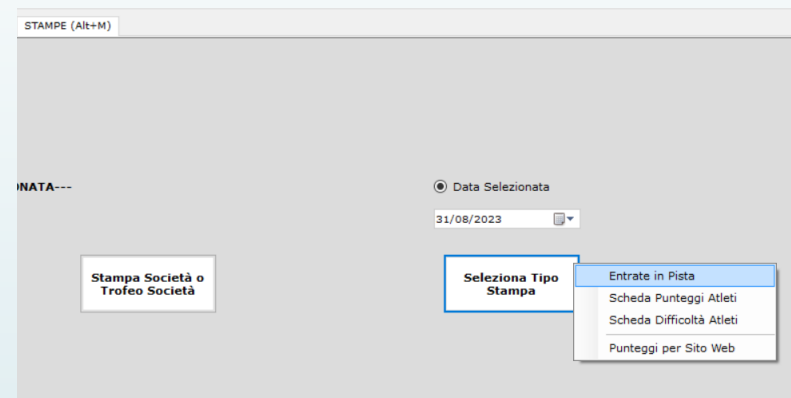 STAMPE (Alt+M)
ONATA---
Data Selezionata
31/08/2023
Stampa Società o
Trofeo Società
Seleziona Tipo
Stampa
Entrate in Pista
Scheda Punteggi Atleti
Scheda Difficoltà Atleti
Punteggi per Sito Web